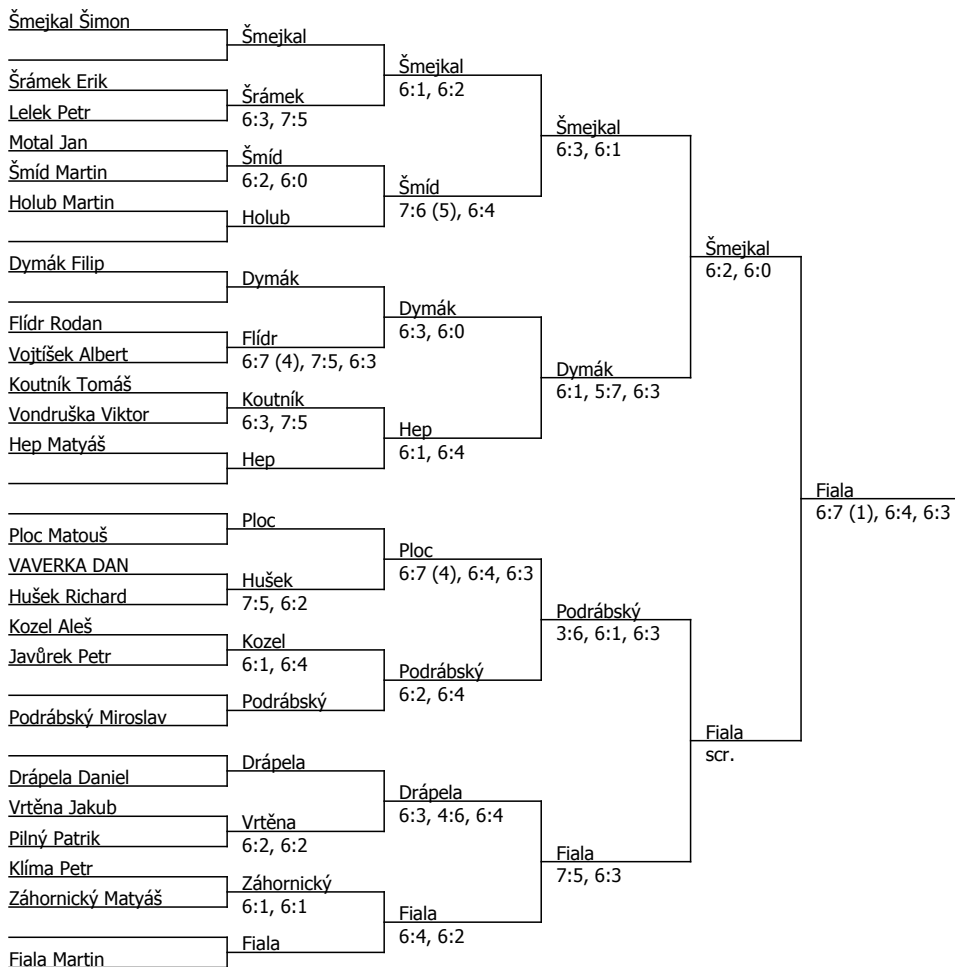 Šmejkal Šimon
Šrámek Erik
Lelek Petr
Motal Jan
Šmíd Martin
Holub Martin
Dymák Filip
Flídr Rodan
Vojtíšek Albert
Koutník Tomáš
Vondruška Viktor
Hep Matyáš
Ploc Matouš
VAVERKA DAN
Hušek Richard
Kozel Aleš
Javůrek Petr
Podrábský Miroslav
Drápela Daniel
Vrtěna Jakub
Pilný Patrik
Klíma Petr
Záhornický Matyáš
Fiala Martin
Šmejkal
Šrámek
6:3, 7:5
Šmíd
6:2, 6:0
Holub
Dymák
Flídr
6:7 (4), 7:5, 6:3
Koutník
6:3, 7:5
Hep
Ploc
Hušek
7:5, 6:2
Kozel
6:1, 6:4
Podrábský
Drápela
Vrtěna
6:2, 6:2
Záhornický
6:1, 6:1
Fiala
Šmejkal
6:1, 6:2
Šmíd
7:6 (5), 6:4
Dymák
6:3, 6:0
Hep
6:1, 6:4
Ploc
6:7 (4), 6:4, 6:3
Podrábský
6:2, 6:4
Drápela
6:3, 4:6, 6:4
Fiala
6:4, 6:2
Šmejkal
6:3, 6:1
Dymák
6:1, 5:7, 6:3
Podrábský
3:6, 6:1, 6:3
Fiala
7:5, 6:3
Šmejkal
6:2, 6:0
Fiala
scr.
Fiala
6:7 (1), 6:4, 6:3